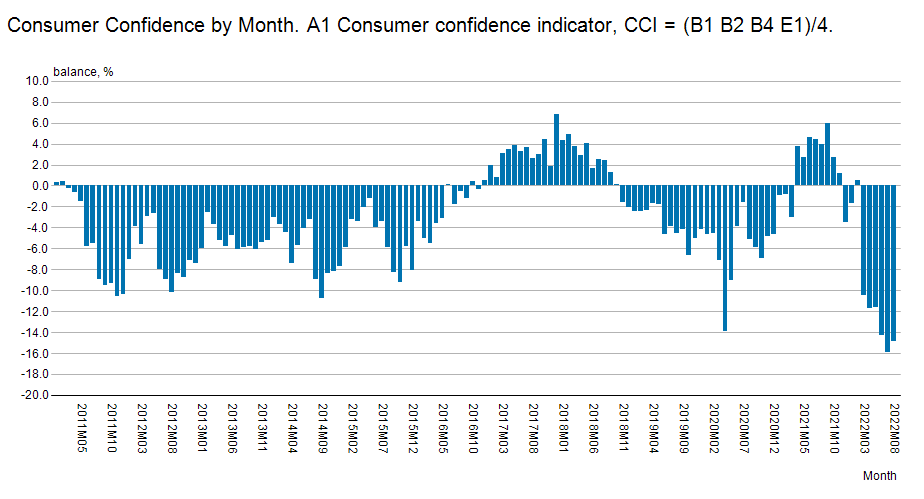 Consumer Confidence by Month. A1 Consumer confidence indicator, CCI = (B1 B2 B4 E1)/4.
balance, %
10.0
8.0
6.0
4.0
2.0
0.0
-2.0
-4.0
-6.0
-8.0
-10.0
-12.0
-14.0
-16.0
-18.0
-20.0
2011M05
2011M10
2012M03
2012M08
2013M01
2013M06
2013M11
2014M04
2014M09
2015M02
2015M07
2015M12
2016M05
2016M10
2017M03
2017M08
2018M01
2018M06
2018M11
2019M04
2019M09
2020M02
2020M07
2020M12
2021M05
2021M10
2022M03
2022M08
Month